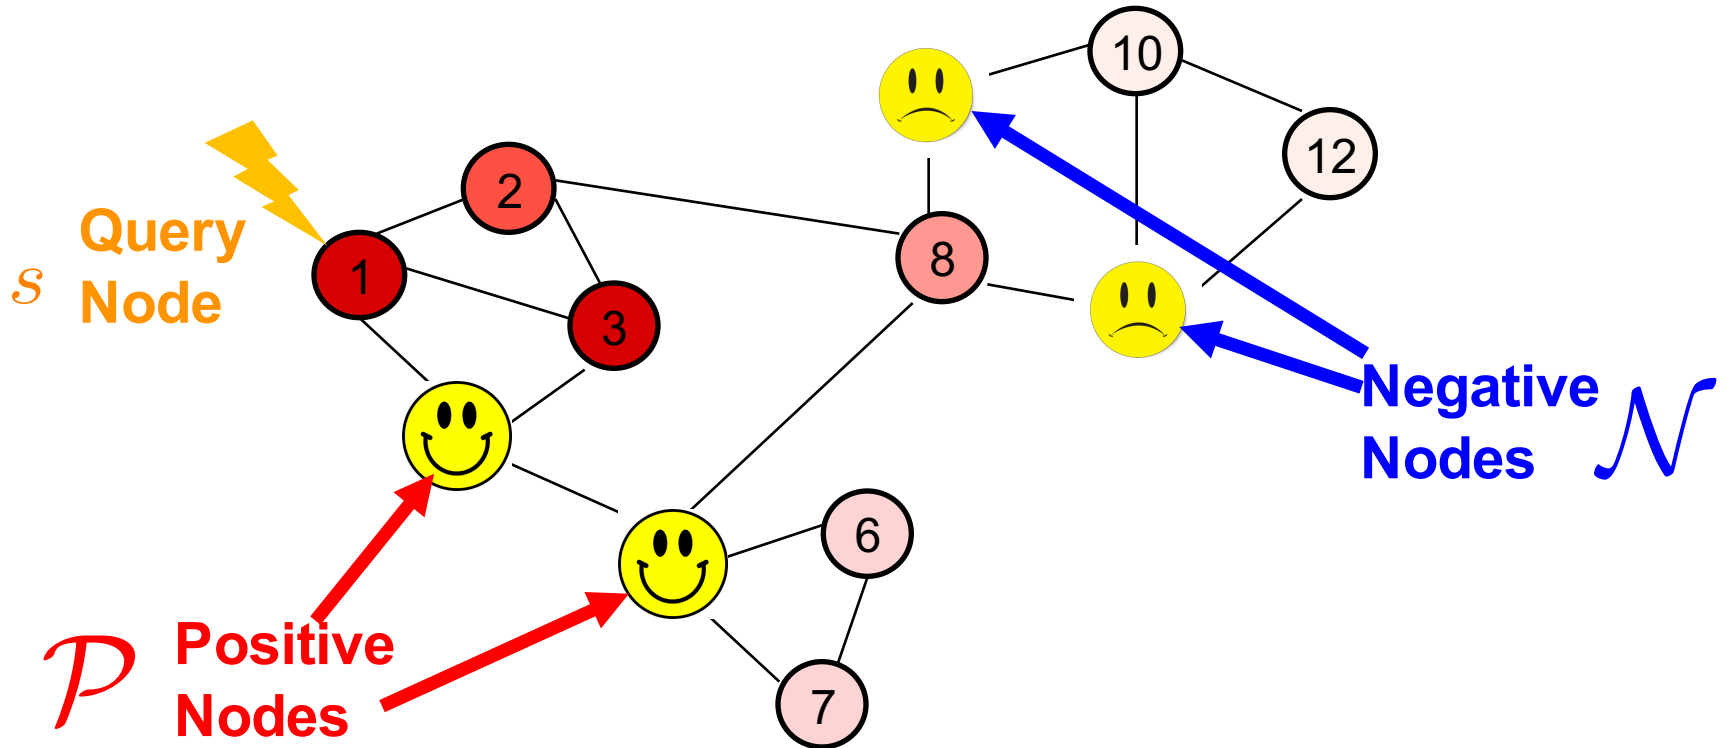 10
12
2
Query
s
Node
1
8
3
Negative
Nodes
𝒩
6
𝒫
Positive
Nodes
7